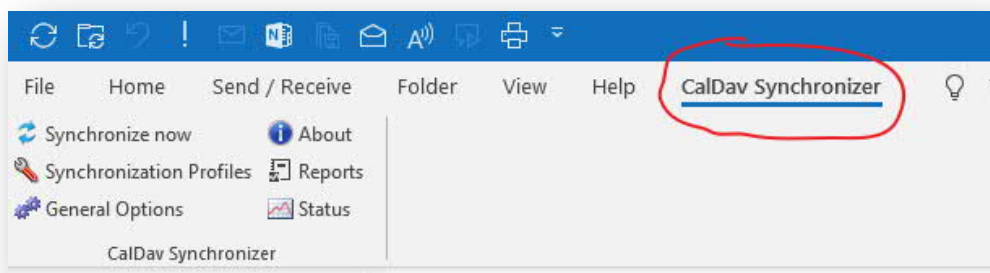 File Home Send / Receive Folder View Help CalDav Synchronizer
Synchronize now About
Synchronization Profiles Reports
General Options Status
CalDav Synchronizer